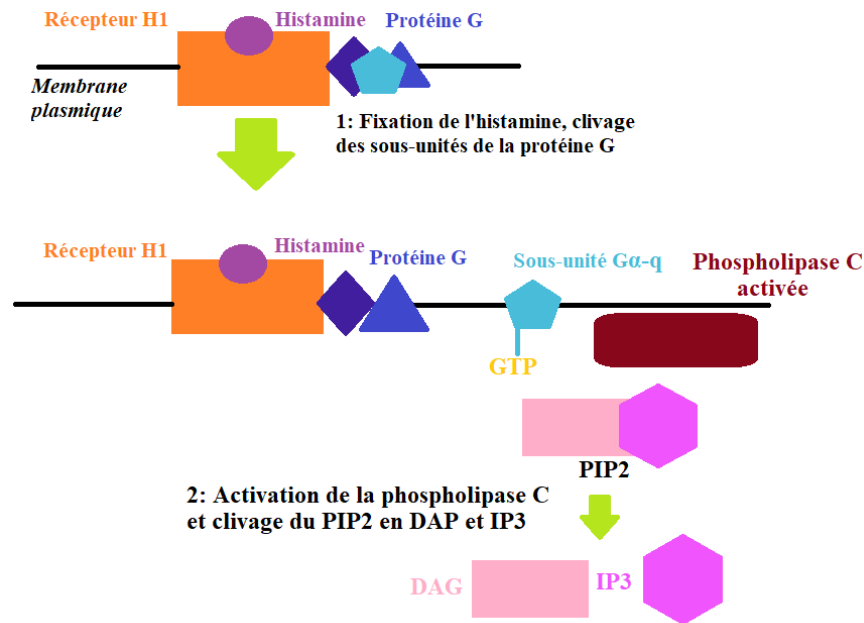 Récepteur H1
Histamine
Protéine G
Membrane
plasmique
1: Fixation de l'histamine, clivage
des sous-unités de la protéine G
Récepteur H1
Histamine
Protéine G
Sous-unité Gα-q
Phospholipase C
activée
GTP
PIP2
2: Activation de la phospholipase C
et clivage du PIP2 en DAP et IP3
DAG
IP3